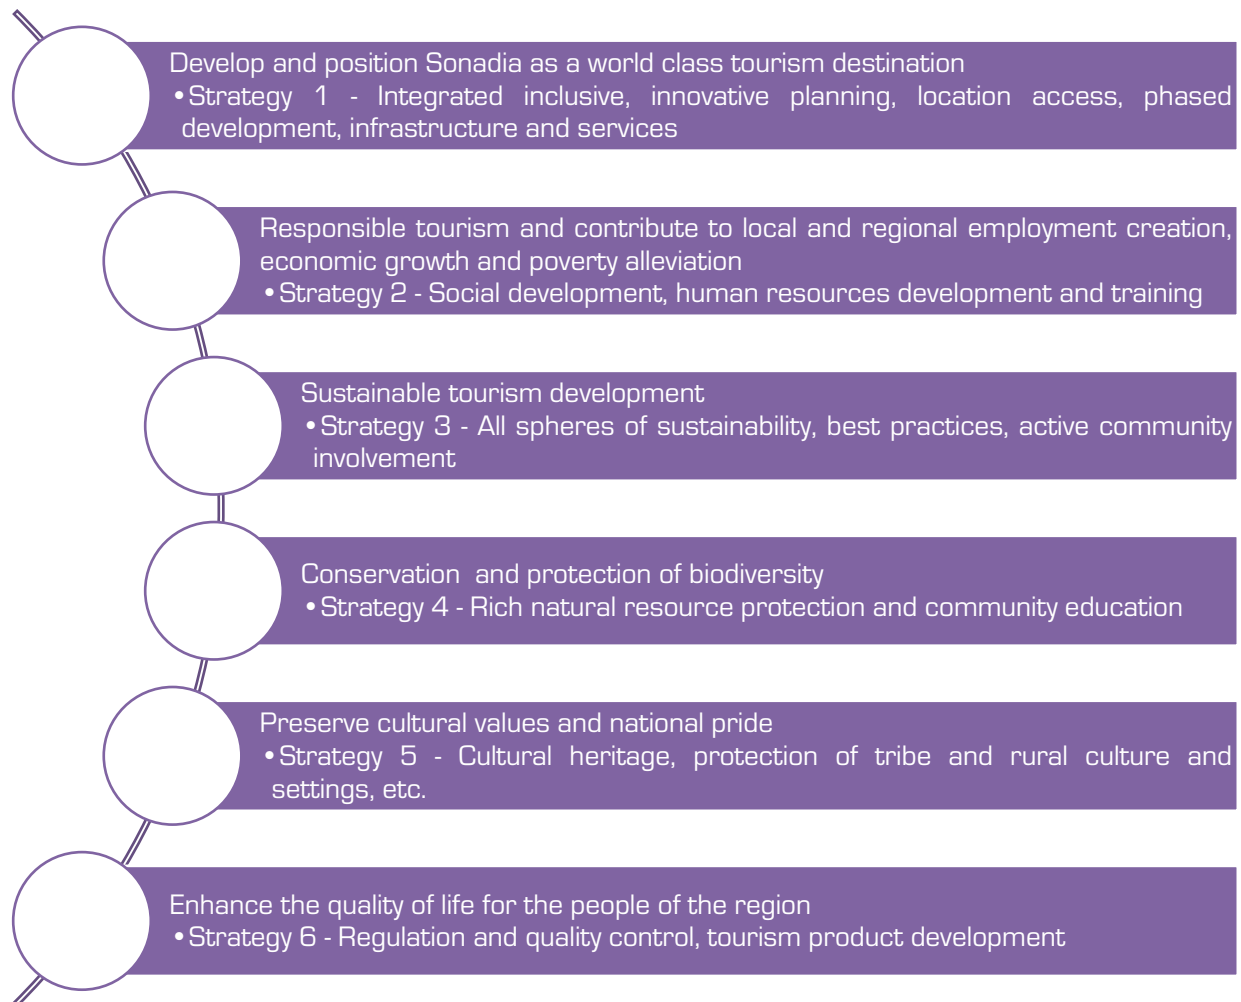 Develop and position Sonadia as a world class tourism destination
•Strategy 1 - Integrated inclusive, innovative planning, location access, phased
development, infrastructure and services
Responsible tourism and contribute to local and regional employment creation,
economic growth and poverty alleviation
•Strategy 2 - Social development, human resources development and training
Sustainable tourism development
•Strategy 3 - All spheres of sustainability, best practices, active community
involvement
Conservation and protection of biodiversity
•Strategy 4 - Rich natural resource protection and community education
Preserve cultural values and national pride
•Strategy 5 - Cultural heritage, protection of tribe and rural culture and
settings, etc.
Enhance the quality of life for the people of the region
•Strategy 6 - Regulation and quality control, tourism product development